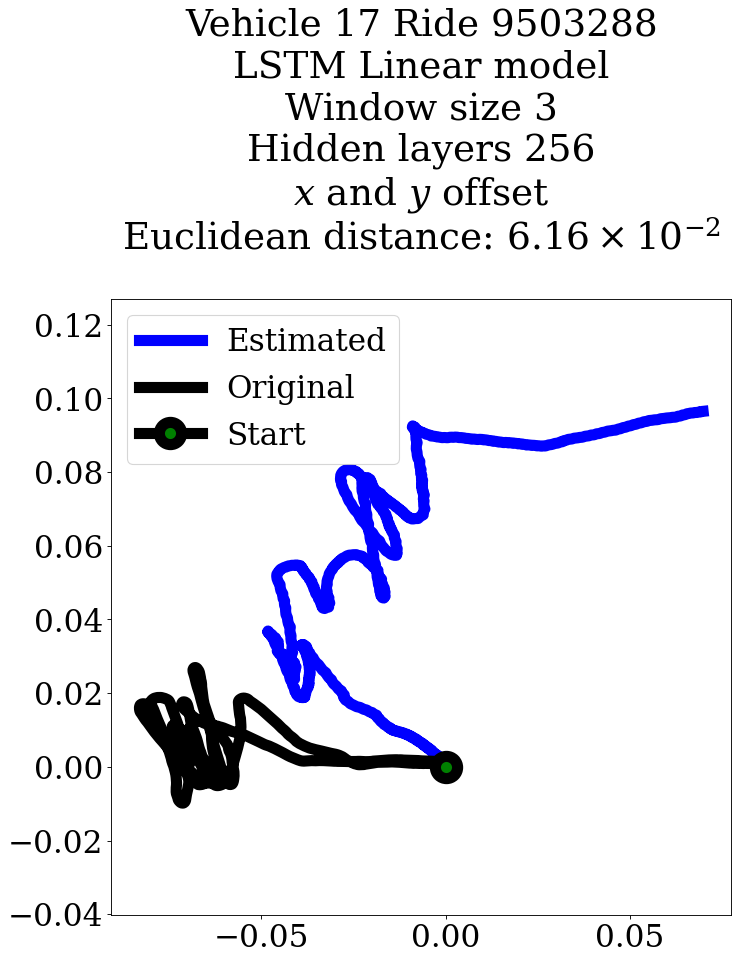 Vehicle 17 Ride 9503288
LSTM Linear model
Window size 3
Hidden layers 256
x and y offset
Euclidean distance: 6.16 × 10⁻²
Estimated
Original
Start
0.12
0.10
0.08
0.06
0.04
0.02
0.00
−0.02
−0.04
−0.05 0.00 0.05